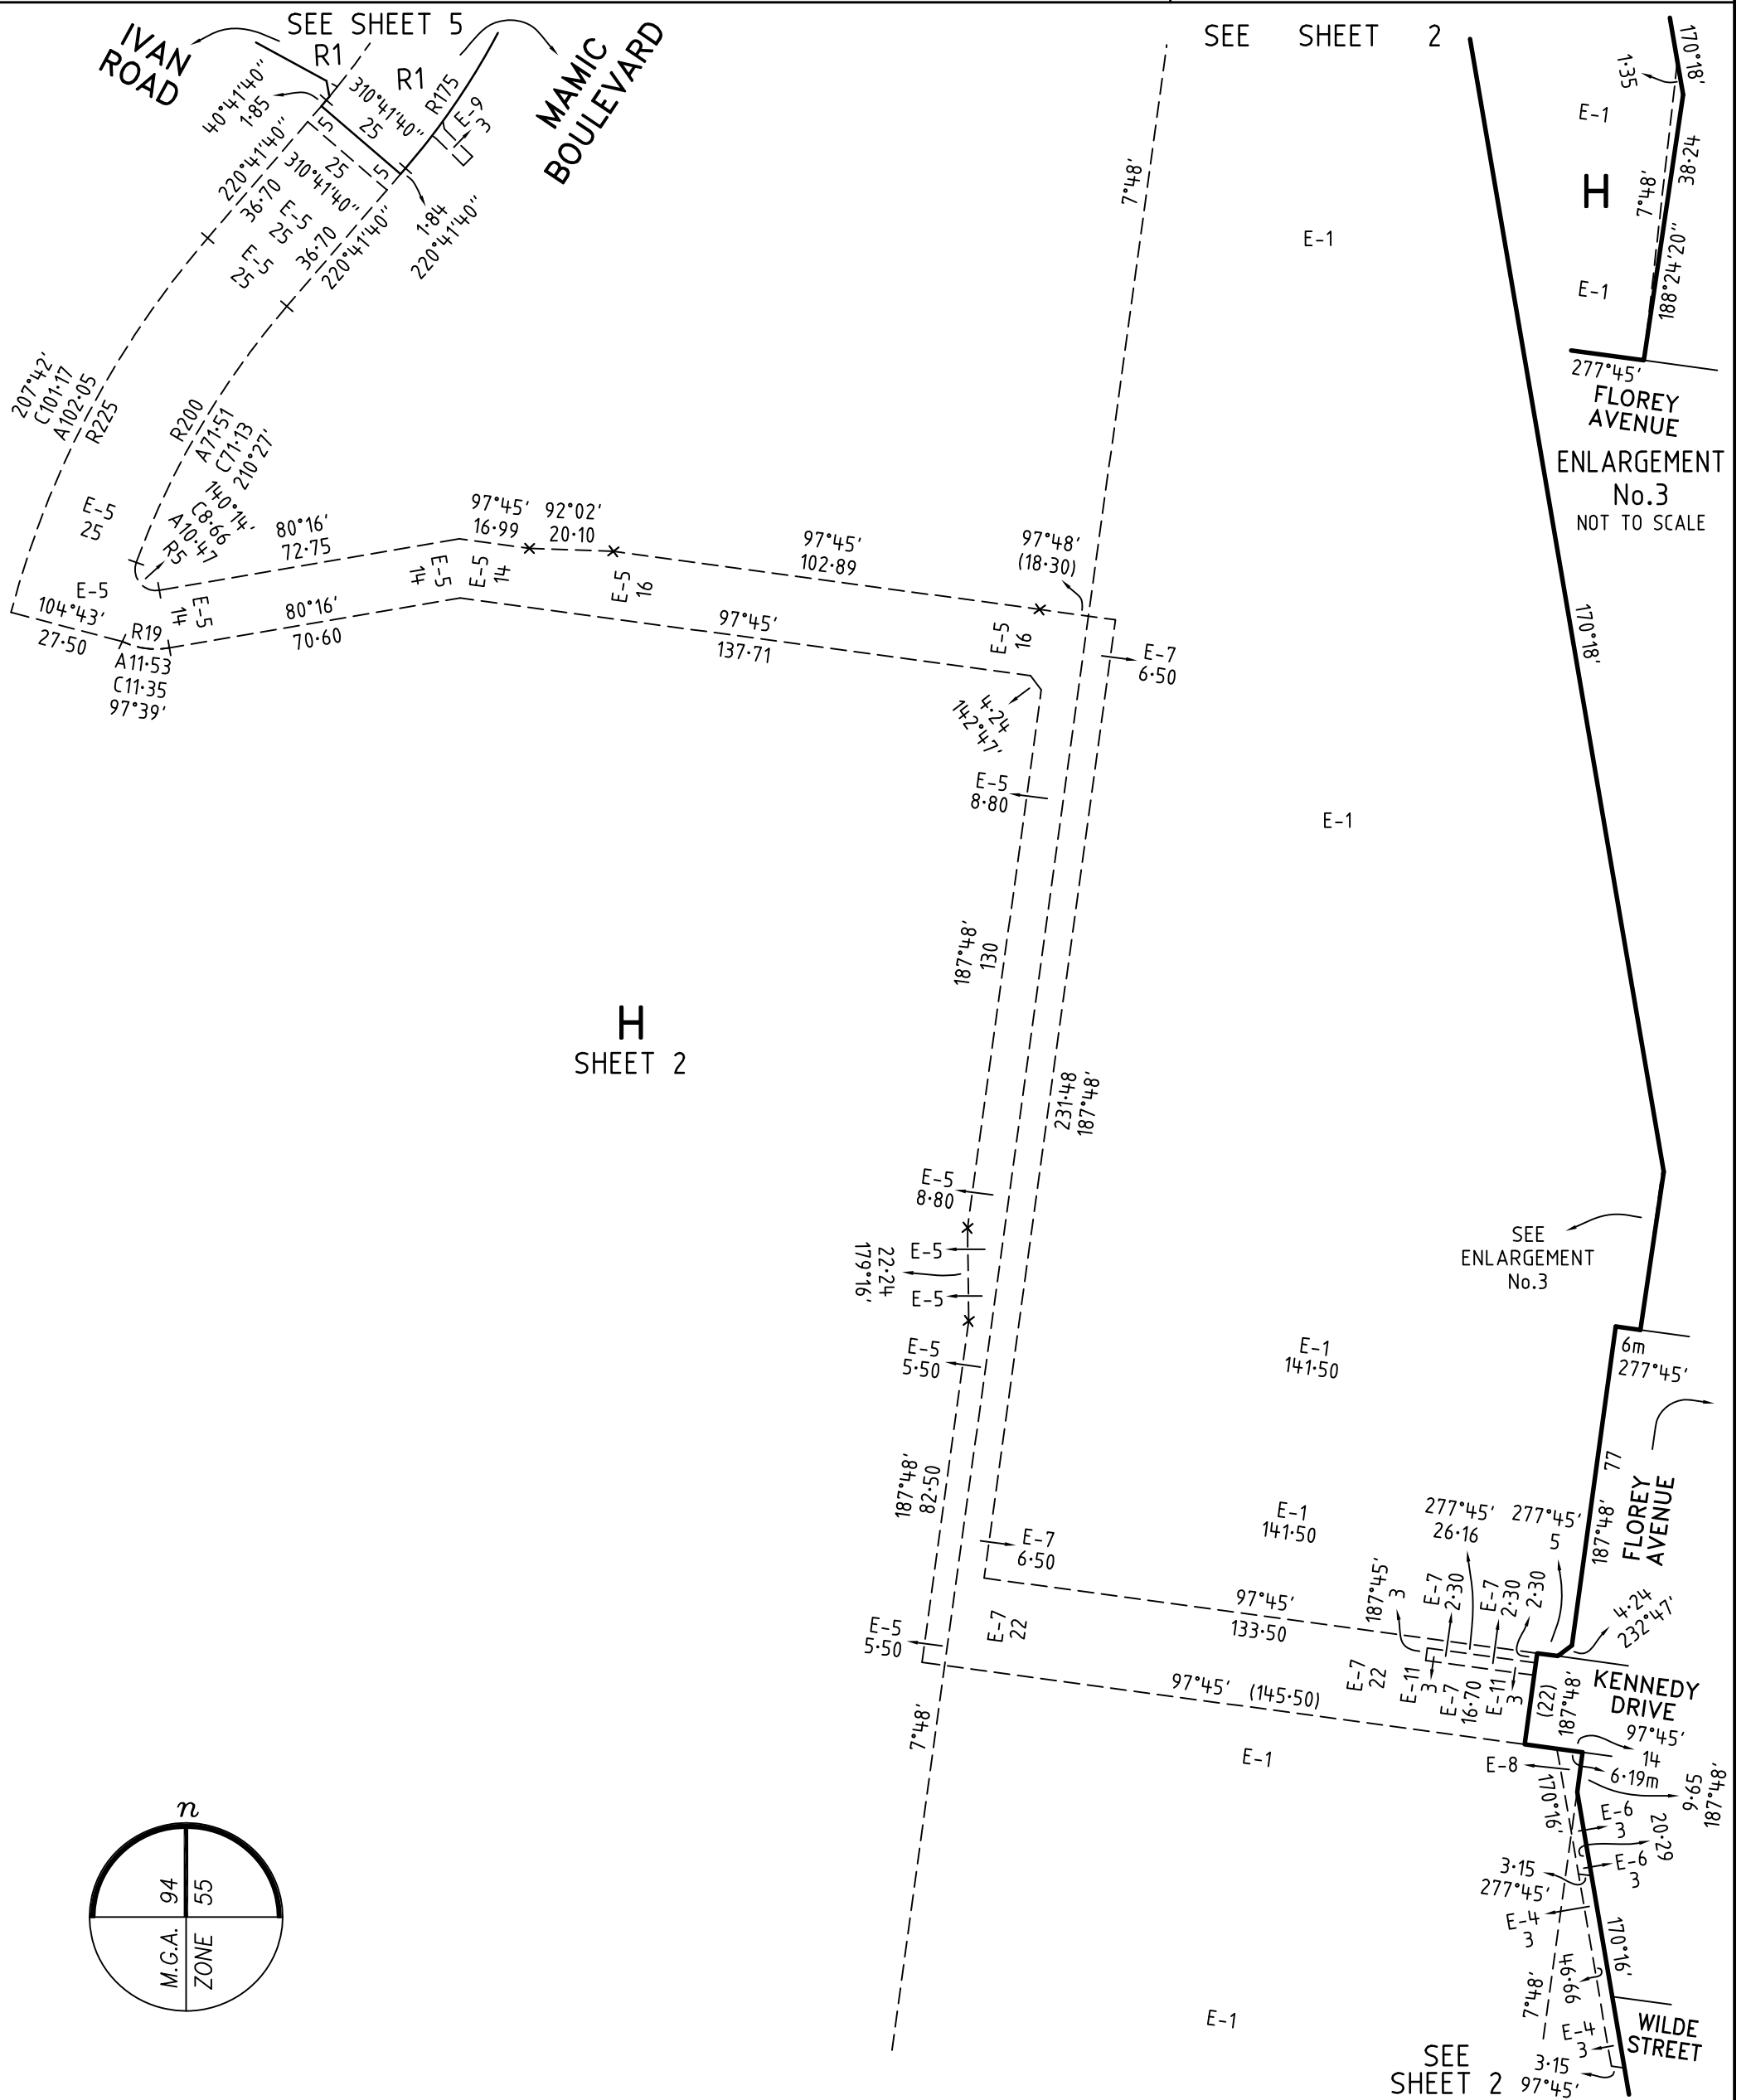 SEE SHEET 5
IVAN
ROAD
R1
R1
MAMIC
BOULEVARD
40°41'40"
1·85
310°41'40"
25
R175
E-9
3
5
5
25
310°41'40"
220°41'40"
36·70
E-5
25
E-5
25
36·70
220°41'40"
1·84
220°41'40"
207°42'
C101·17
A102·05
R225
R200
A71·51
C71·13
210°27'
140°14'
C8·66
A10·47
R5
E-5
25
E-5
104°43'
27·50
R19
A11·53
C11·35
97°39'
E-5
14
80°16'
72·75
80°16'
70·60
E-5
14
E-5
14
97°45'
16·99
92°02'
20·10
E-5
16
97°45'
102·89
97°45'
137·71
97°48'
(18·30)
E-5
16
E-7
6·50
4·24
142°47'
E-5
8·80
187°48'
130
231·48
187°48'
E-5
8·80
E-5
22·24
179°16'
E-5
E-5
5·50
187°48'
82·50
E-7
6·50
E-5
5·50
E-7
22
97°45'
133·50
97°45' (145·50)
7°48'
H
SHEET 2
SEE SHEET 2
7°48'
E-1
E-1
170°18'
E-1
141·50
E-1
141·50
170°18'
1·35
E-1
H
7°48'
38·24
188°24'20"
E-1
277°45'
FLOREY
AVENUE
ENLARGEMENT
No.3
NOT TO SCALE
SEE
ENLARGEMENT
No.3
6m
277°45'
77
187°48'
FLOREY
AVENUE
277°45'
26·16
277°45'
5
187°45'
3
E-7
2·30
E-7
2·30
2·30
4·24
232°47'
E-7
22
E-11
3
E-7
16·70
E-11
3
(22)
187°48'
KENNEDY
DRIVE
97°45'
14
6·19m
9·65
187°48'
E-1
E-8
170°16'
E-6
3
20·29
E-6
3
3·15
277°45'
E-4
3
170°16'
46·94
7°48'
E-4
3
WILDE
STREET
3·15
97°45'
E-1
SEE
SHEET 2
n
M.G.A. 94
ZONE 55